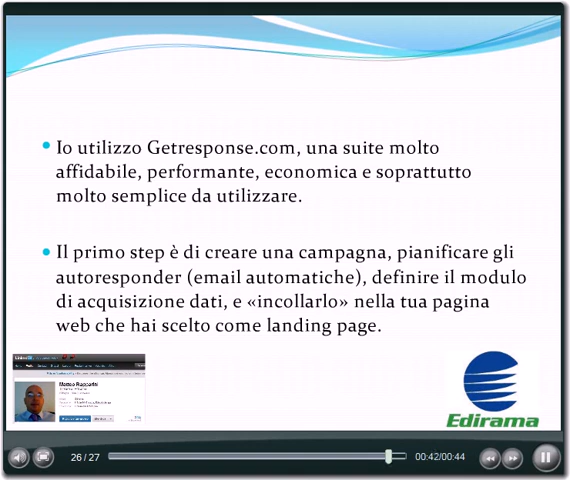 Io utilizzo Getresponse.com, una suite molto
affidabile, performante, economica e soprattutto
molto semplice da utilizzare.
Il primo step è di creare una campagna, pianificare gli
autoresponder (email automatiche), definire il modulo
di acquisizione dati, e «incollarlo» nella tua pagina
web che hai scelto come landing page.
Matteo Rupparini
Edirama
26 / 27
00:42/00:44